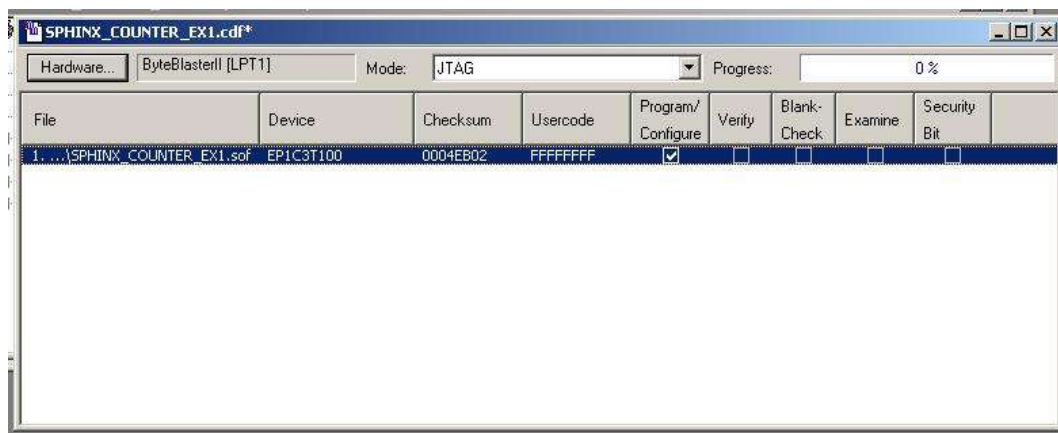 SPHINX_COUNTER_EX1.cdf*
Hardware... ByteBlasterII [LPT1] Mode: JTAG Progress: 0 %
File Device Checksum Usercode Program/ Configure Verify Blank- Check Examine Security Bit
1. ...\SPHINX_COUNTER_EX1.sof EP1C3T100 0004EB02 FFFFFFFF